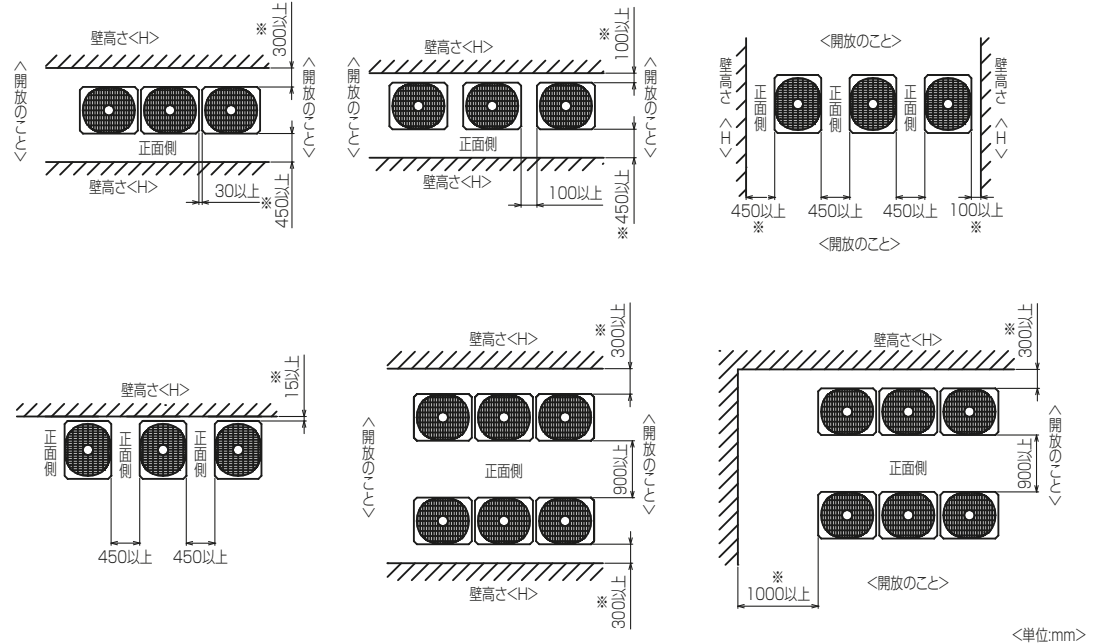 壁高さ<H>
※
300以上
<開放のこと>
<開放のこと>
正面側
壁高さ<H>
30以上
※
450以上
壁高さ<H>
※
100以上
<開放のこと>
<開放のこと>
正面側
壁高さ<H>
100以上
※450以上
<開放のこと>
壁高さ<H>
正面側
正面側
正面側
壁高さ<H>
450以上
※
450以上
450以上
100以上
※
<開放のこと>
壁高さ<H>
※
15以上
正面側
正面側
正面側
450以上
450以上
壁高さ<H>
※
300以上
<開放のこと>
<開放のこと>
正面側
900以上
壁高さ<H>
※
300以上
壁高さ<H>
※
300以上
<開放のこと>
正面側
900以上
※
1000以上
<開放のこと>
<単位:mm>